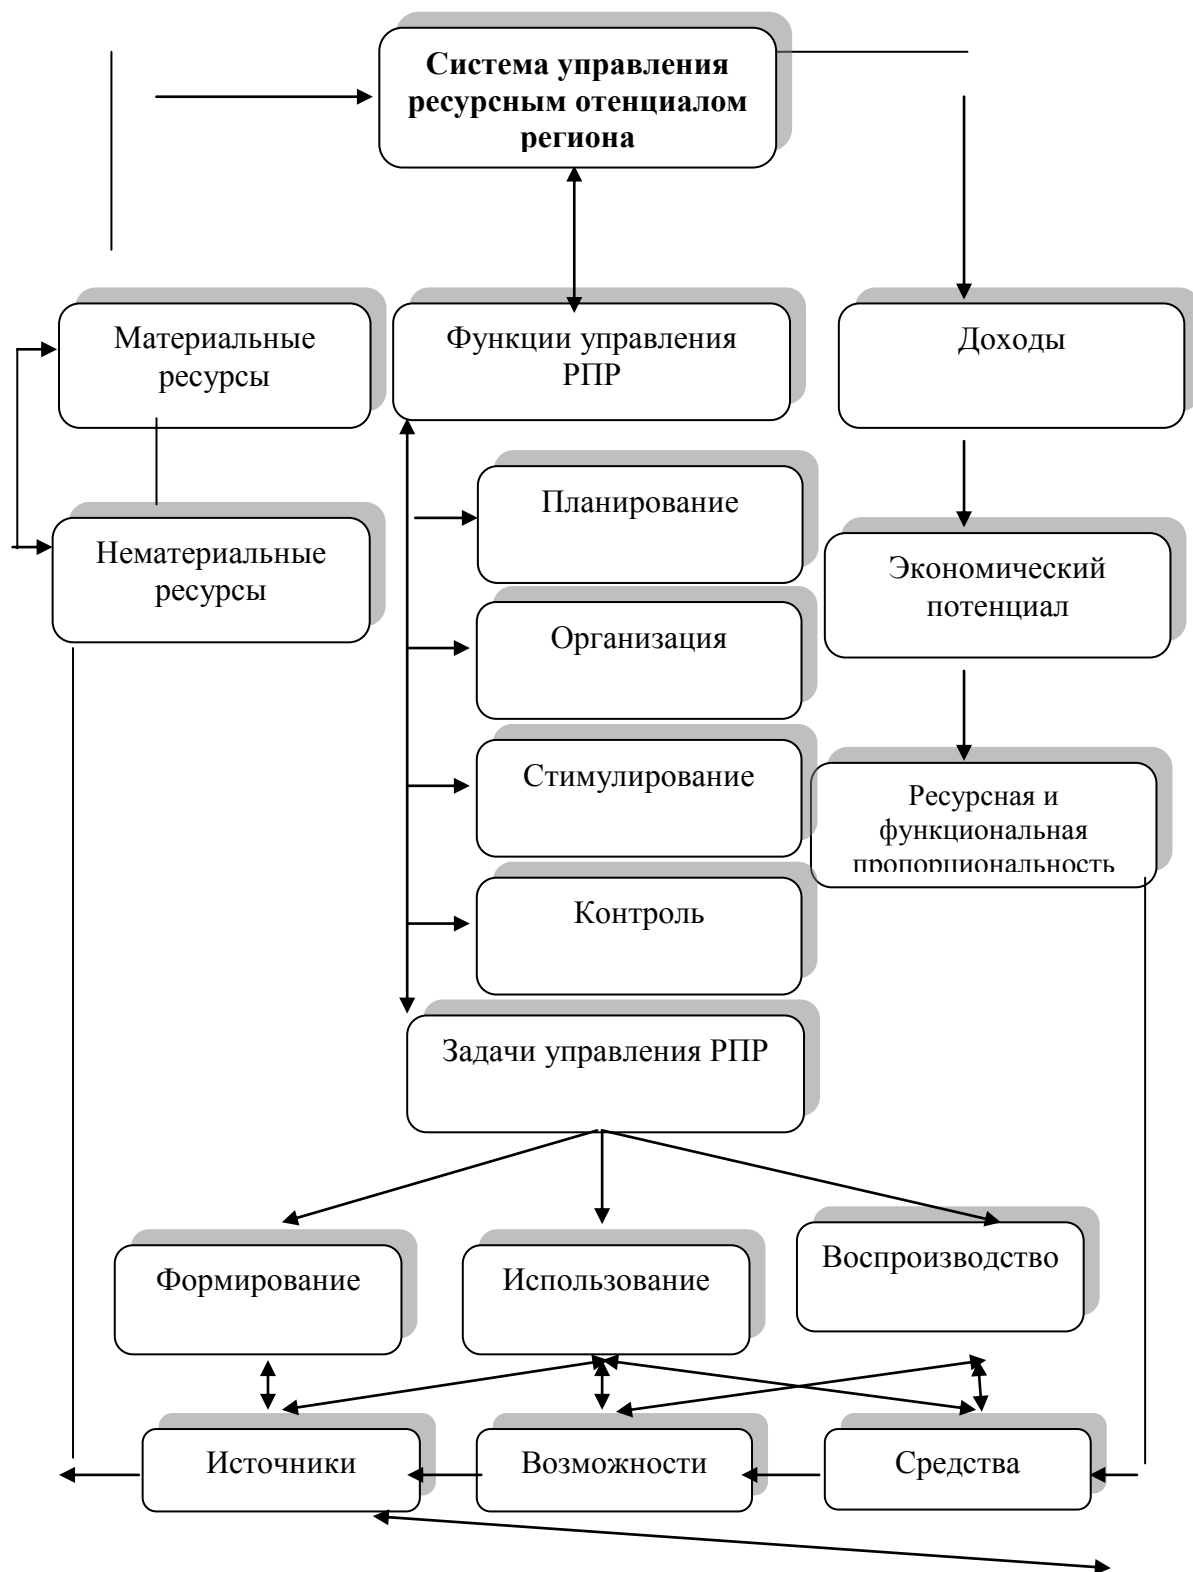 Система управления
ресурсным отенциалом
региона
Материальные
ресурсы
Функции управления
РПР
Доходы
Планирование
Нематериальные
ресурсы
Экономический
потенциал
Организация
Стимулирование
Ресурсная и
функциональная
пропорциональность
Контроль
Задачи управления РПР
Формирование
Использование
Воспроизводство
Источники
Возможности
Средства